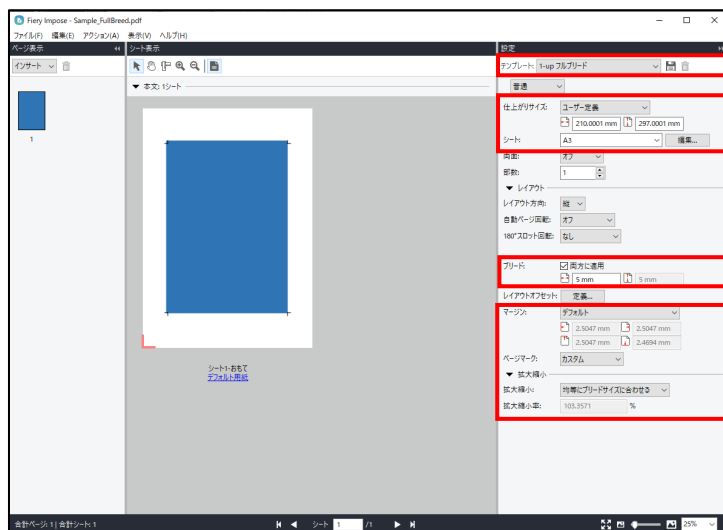 Fiery Impose - Sample_FullBreed.pdf
ファイル(F) 編集(E) アクション(A) 表示(V) ヘルプ(H)
ページ表示
インサート
1
シート表示
本文: 1シート
シート1-おもて
デフォルト用紙
設定
テンプレート: 1-up フルブリード
普通
仕上がりサイズ: ユーザー定義
210.0001 mm 297.0001 mm
シート: A3 編集...
両面: オフ
部数: 1
レイアウト
レイアウト方向: 縦
自動ページ回転: オフ
180°スロット回転: なし
ブリード: 両方に適用
5 mm 5 mm
レイアウトオフセット: 定義...
マージン: デフォルト
2.5047 mm 2.5047 mm
2.5047 mm 2.4694 mm
ページマーク: カスタム
拡大縮小
拡大縮小: 均等にブリードサイズに合わせる
拡大縮小率: 103.3571 %
合計ページ: 1 | 合計シート: 1 シート 1 /1 25%